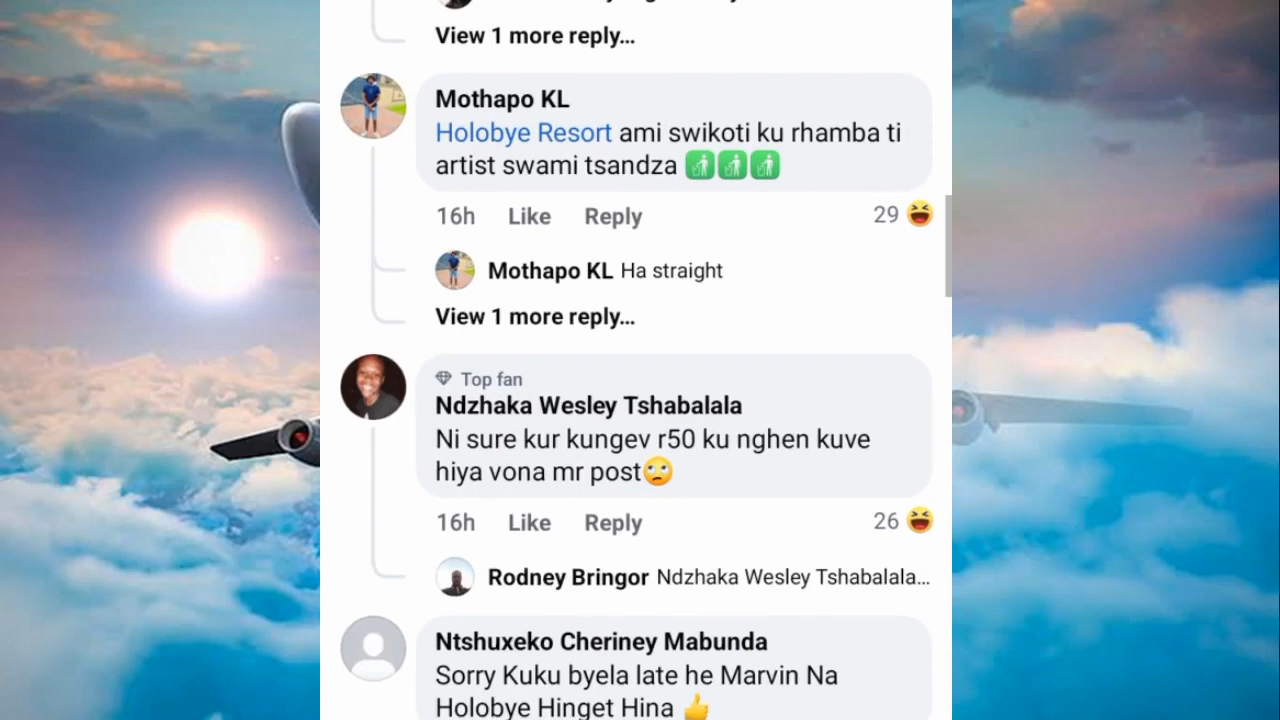 View 1 more reply...
Mothapo KL
Holobye Resort ami swikoti ku rhamba ti
artist swami tsandza 🚮🚮🚮
16h Like Reply 29 😆
Mothapo KL Ha straight
View 1 more reply...
Top fan
Ndzhaka Wesley Tshabalala
Ni sure kur kungev r50 ku nghen kuve
hiya vona mr post🙄
16h Like Reply 26 😆
Rodney Bringor Ndzhaka Wesley Tshabalala...
Ntshuxeko Cheriney Mabunda
Sorry Kuku byela late he Marvin Na
Holobye Hinget Hina 👍